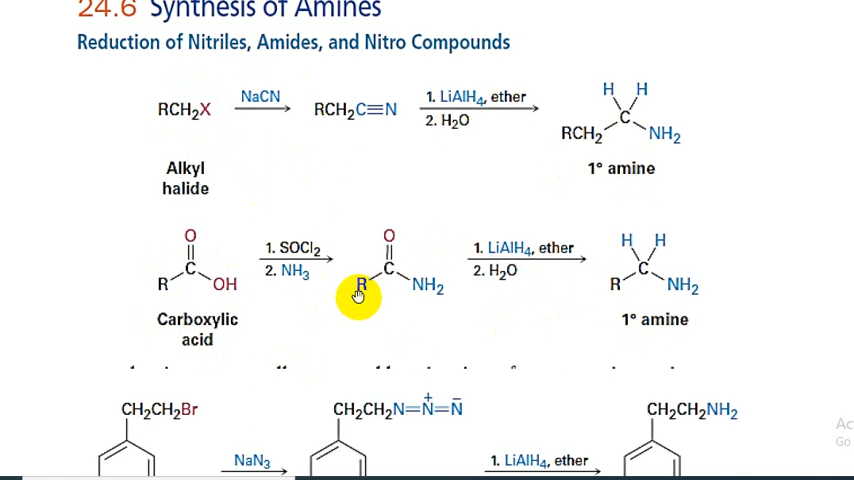 24.6 Synthesis of Amines
Reduction of Nitriles, Amides, and Nitro Compounds
RCH2X
NaCN
RCH2C≡N
1. LiAlH4, ether
2. H2O
H H
C
RCH2
NH2
Alkyl
halide
1° amine
O
C
R
OH
1. SOCl2
2. NH3
O
C
R
NH2
1. LiAlH4, ether
2. H2O
H H
C
R
NH2
Carboxylic
acid
1° amine
CH2CH2Br
CH2CH2N=N⁺=N⁻
CH2CH2NH2
NaN3
1. LiAlH4, ether